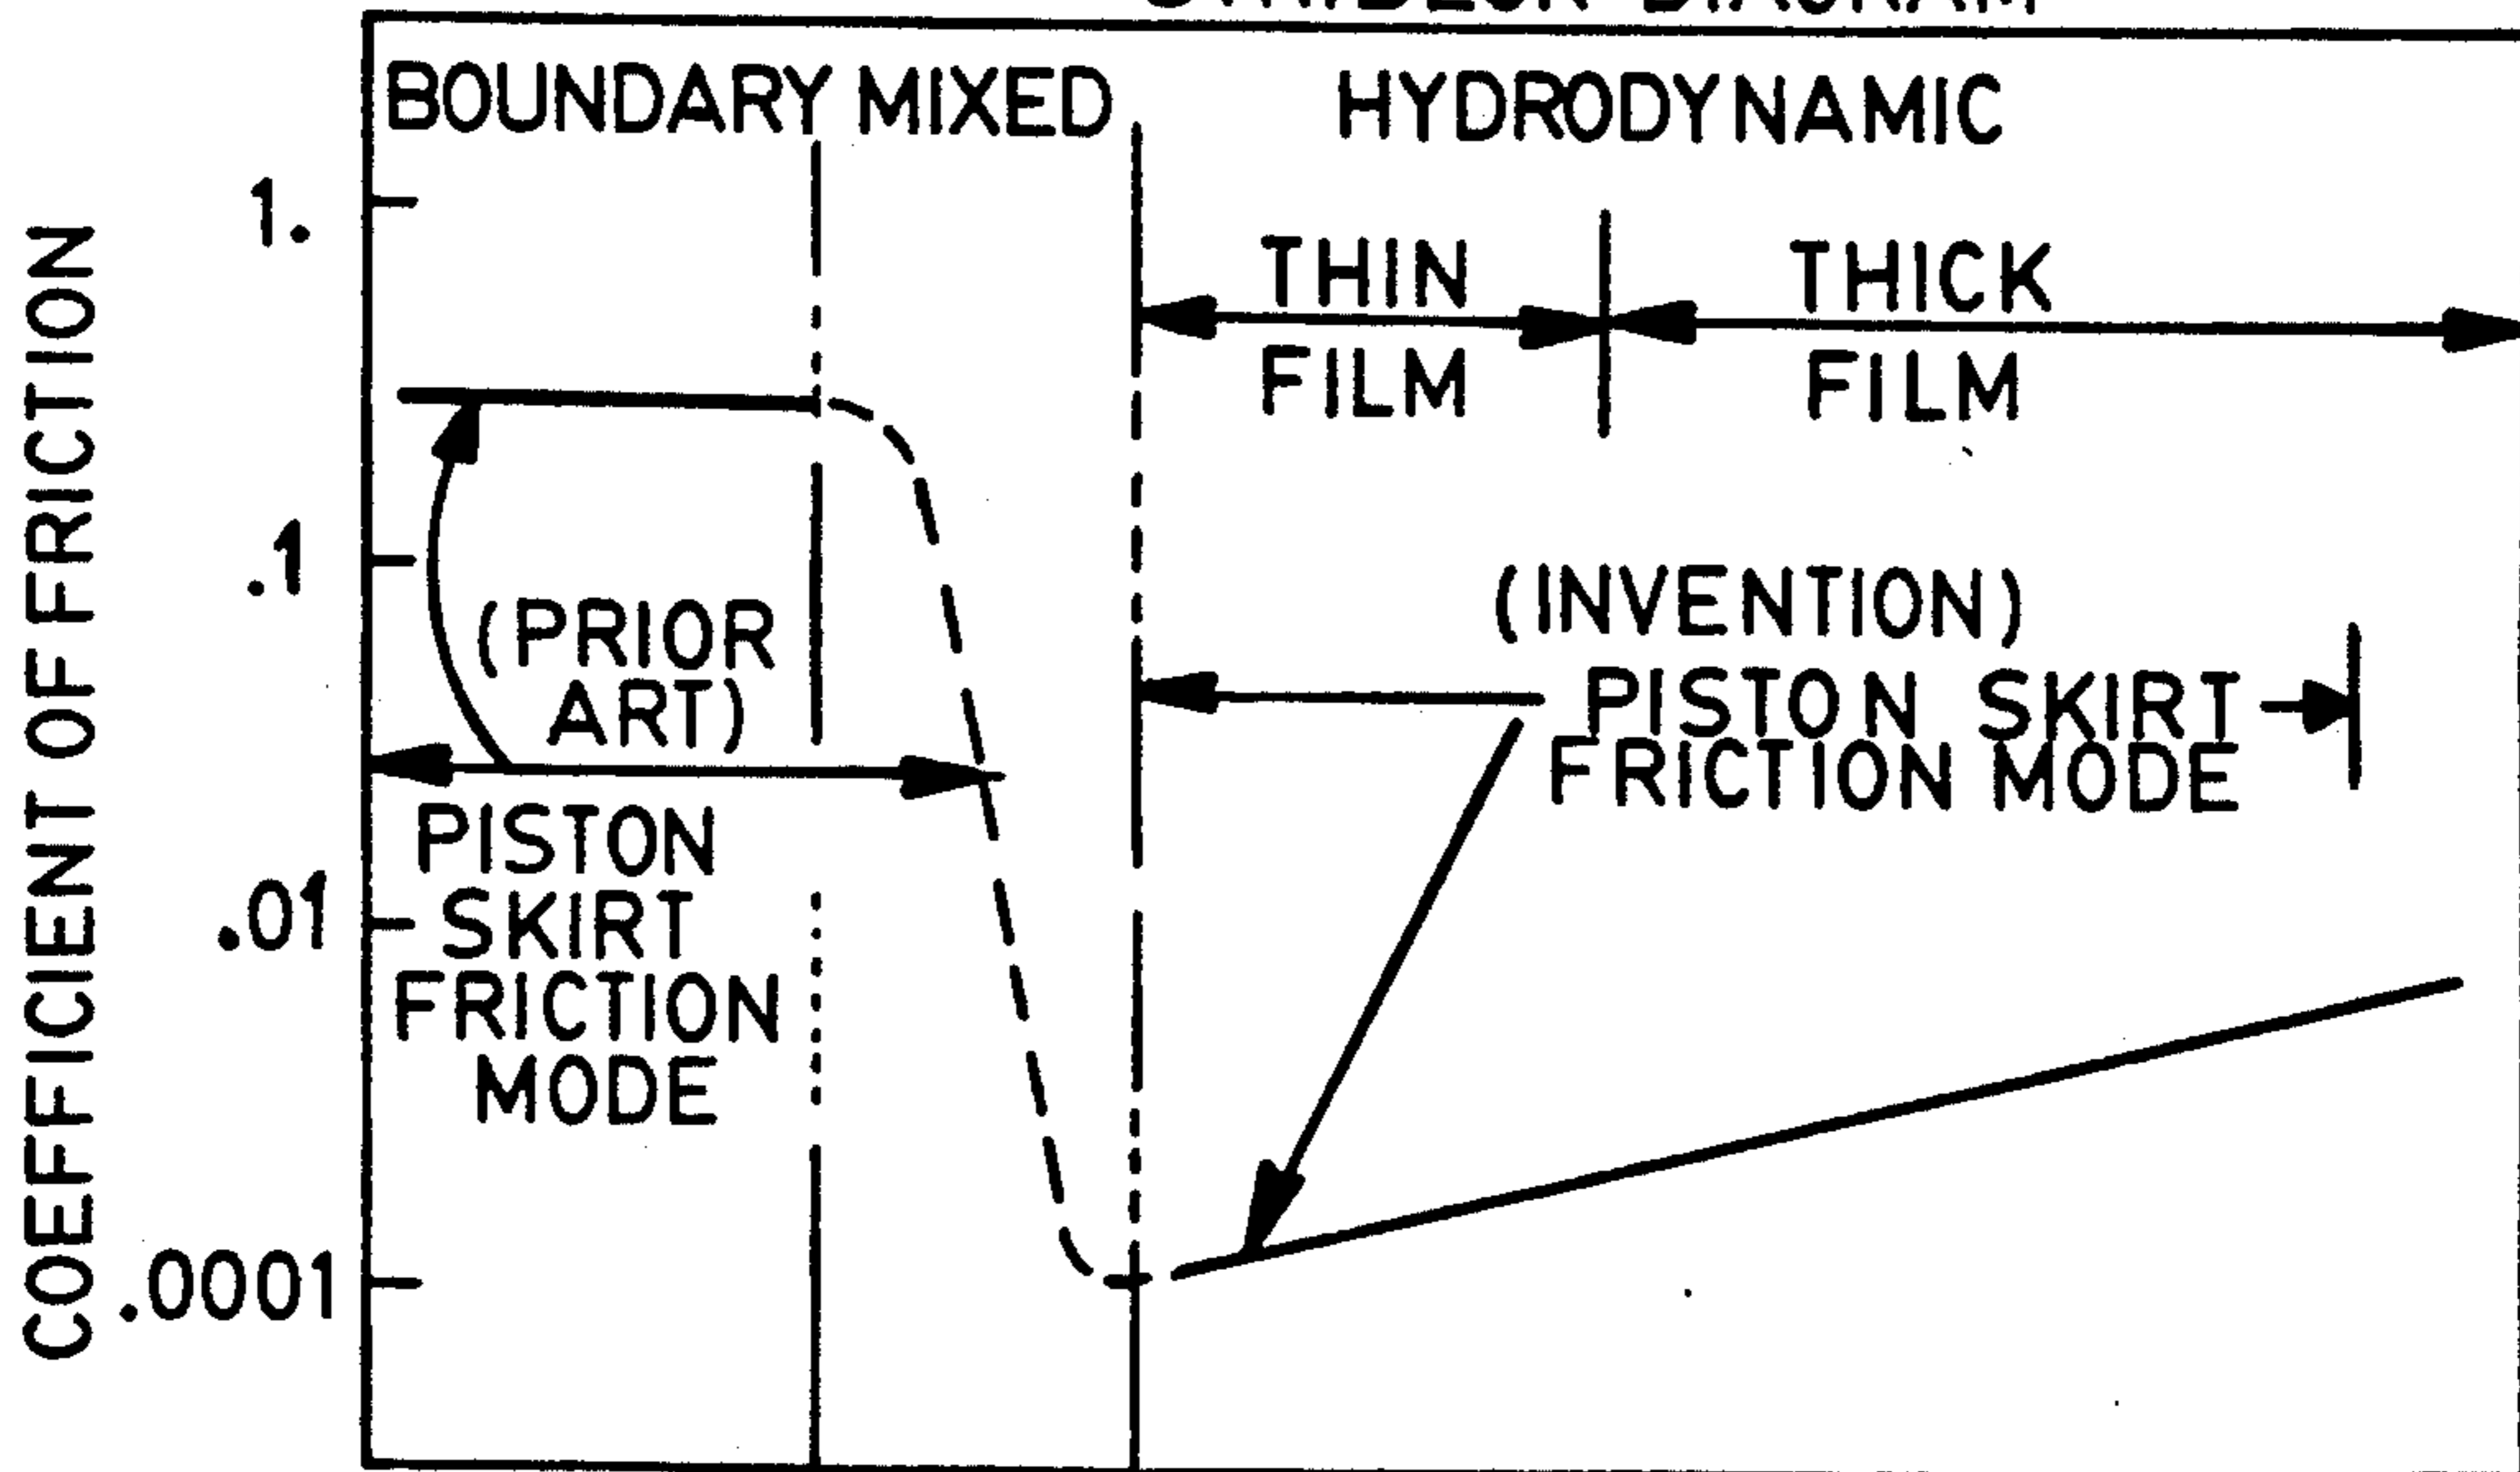 DIAGRAM
BOUNDARY MIXED HYDRODYNAMIC
1.
THIN
FILM
THICK
FILM
COEFFICIENT OF FRICTION
.1
(PRIOR
ART)
(INVENTION)
PISTON SKIRT
FRICTION MODE
PISTON
SKIRT
FRICTION
MODE
.01
.0001